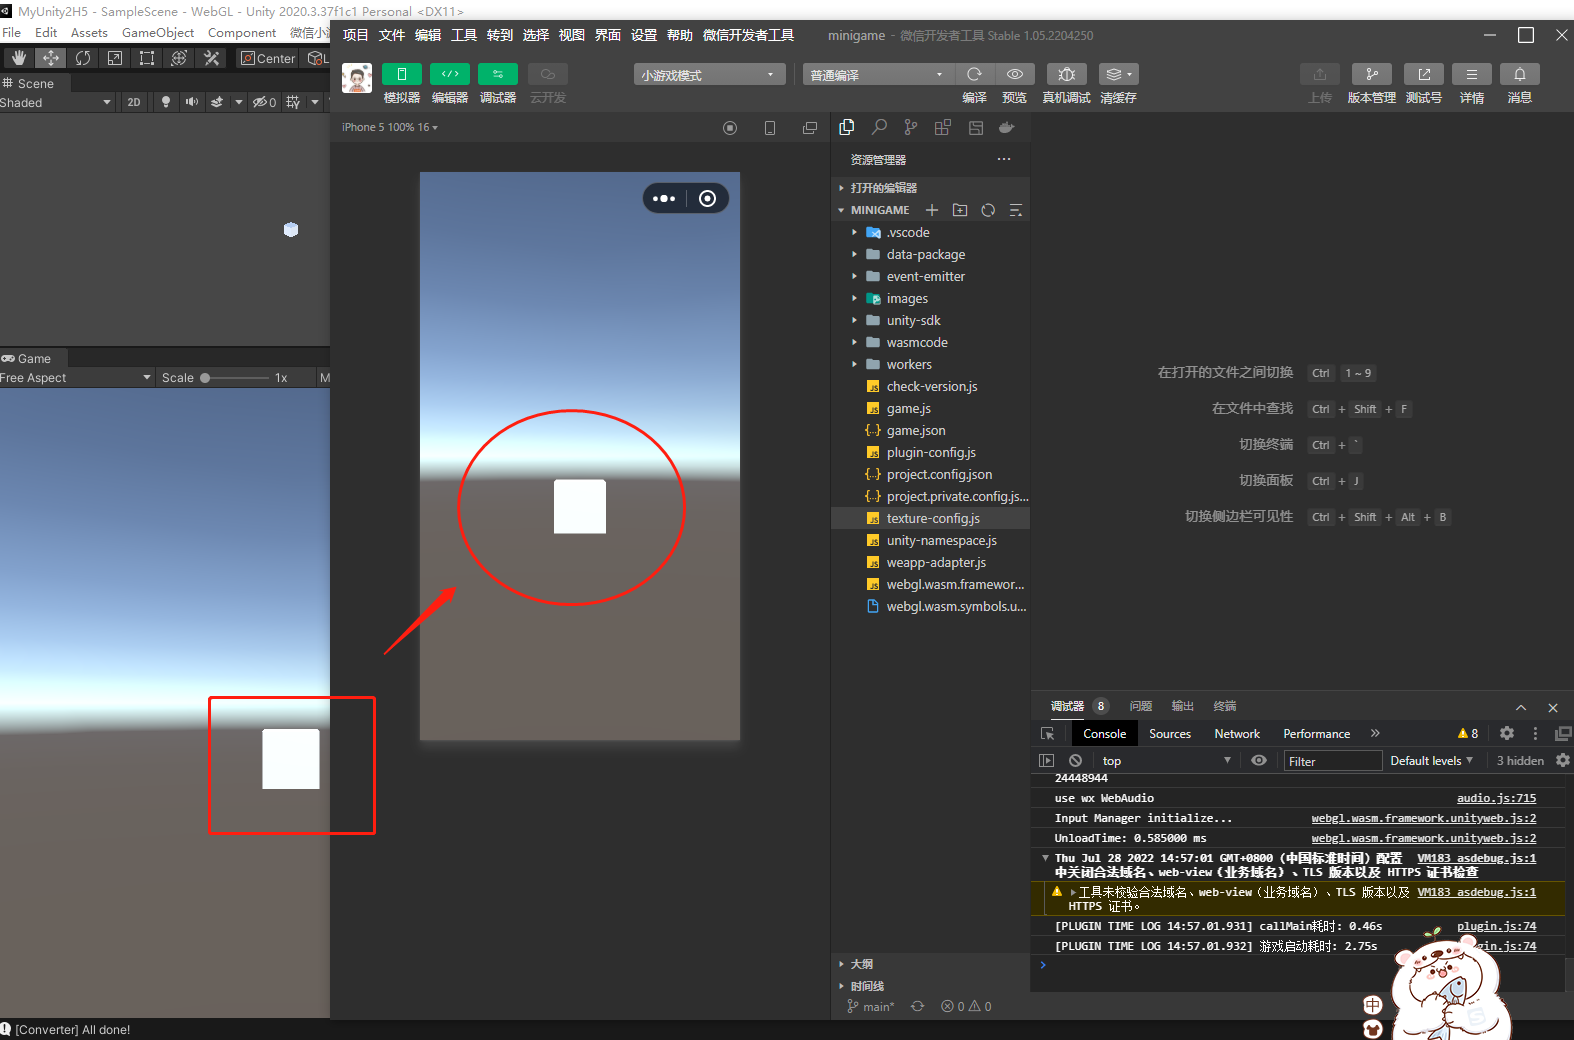 MyUnity2H5 - SampleScene - WebGL - Unity 2020.3.37f1c1 Personal <DX11>
File Edit Assets GameObject Component 微信小
Center
Scene
Shaded 2D 0
Game
Free Aspect Scale 1x
[Converter] All done!
项目 文件 编辑 工具 转到 选择 视图 界面 设置 帮助 微信开发者工具 minigame - 微信开发者工具 Stable 1.05.2204250
小游戏模式 普通编译
模拟器 编辑器 调试器 云开发 编译 预览 真机调试 清缓存 上传 版本管理 测试号 详情 消息
iPhone 5 100% 16
资源管理器
打开的编辑器
MINIGAME
.vscode
data-package
event-emitter
images
unity-sdk
wasmcode
workers
check-version.js
game.js
game.json
plugin-config.js
project.config.json
project.private.config.js...
texture-config.js
unity-namespace.js
weapp-adapter.js
webgl.wasm.framewor...
webgl.wasm.symbols.u...
大纲
时间线
main* 0 0
在打开的文件之间切换 Ctrl 1 ~ 9
在文件中查找 Ctrl + Shift + F
切换终端 Ctrl + `
切换面板 Ctrl + J
切换侧边栏可见性 Ctrl + Shift + Alt + B
调试器 8 问题 输出 终端
Console Sources Network Performance » 8
top Filter Default levels 3 hidden
24448944
use wx WebAudio audio.js:715
Input Manager initialize... webgl.wasm.framework.unityweb.js:2
UnloadTime: 0.585000 ms webgl.wasm.framework.unityweb.js:2
Thu Jul 28 2022 14:57:01 GMT+0800 (中国标准时间) 配置 VM183 asdebug.js:1
中关闭合法域名、web-view（业务域名）、TLS 版本以及 HTTPS 证书检查
工具未校验合法域名、web-view（业务域名）、TLS 版本以及 VM183 asdebug.js:1
HTTPS 证书。
[PLUGIN TIME LOG 14:57.01.931] callMain耗时: 0.46s plugin.js:74
[PLUGIN TIME LOG 14:57.01.932] 游戏启动耗时: 2.75s gin.js:74
中